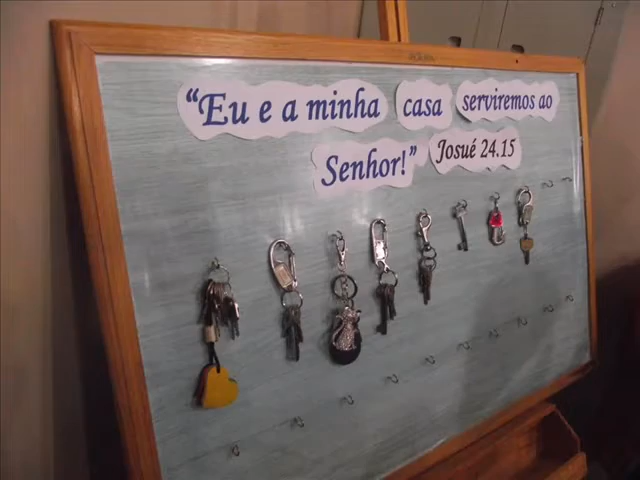 “Eu e a minha casa serviremos ao
Senhor!” Josué 24.15